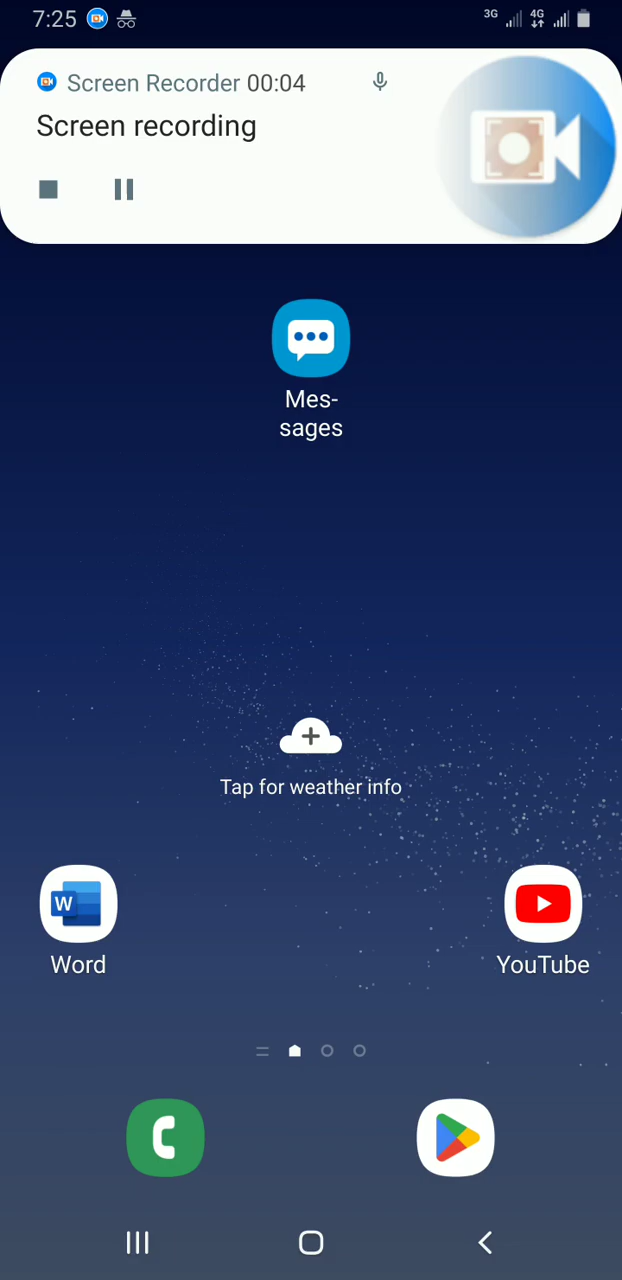 7:25
3G 4G
Screen Recorder 00:04
Screen recording
Mes-
sages
Tap for weather info
W
Word
YouTube